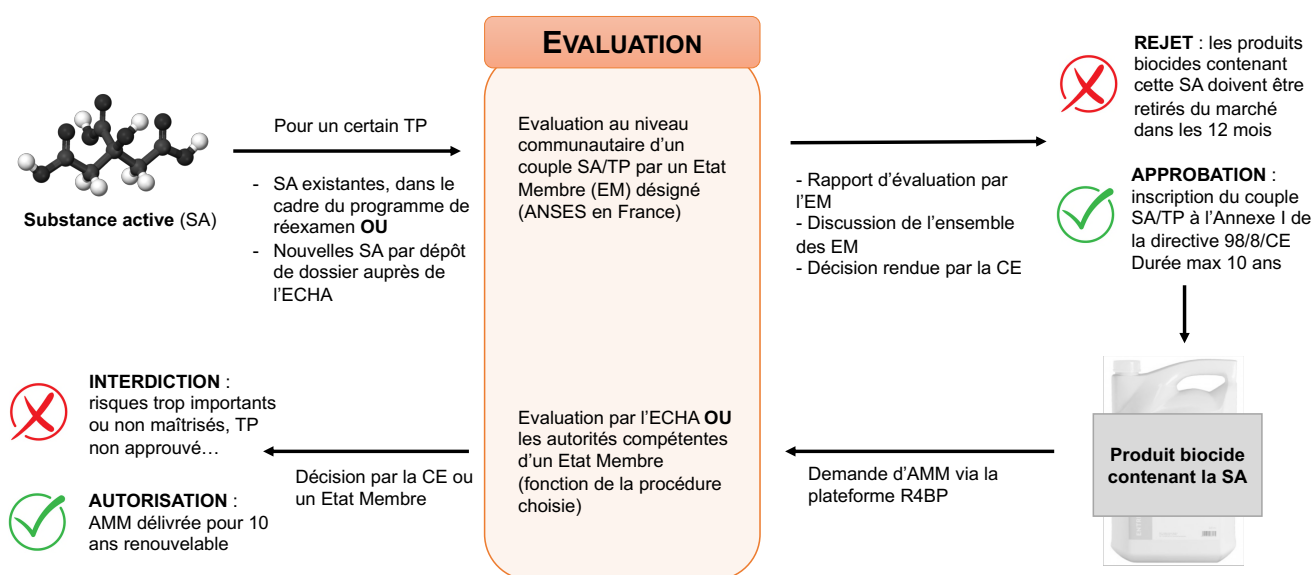 EVALUATION
Substance active (SA)
Pour un certain TP
- SA existantes, dans le
cadre du programme de
réexamen OU
- Nouvelles SA par dépôt
de dossier auprès de
l'ECHA
Evaluation au niveau
communautaire d'un
couple SA/TP par un Etat
Membre (EM) désigné
(ANSES en France)
- Rapport d'évaluation par
l'EM
- Discussion de l'ensemble
des EM
- Décision rendue par la CE
REJET : les produits
biocides contenant
cette SA doivent être
retirés du marché
dans les 12 mois
APPROBATION :
inscription du couple
SA/TP à l'Annexe I de
la directive 98/8/CE
Durée max 10 ans
Produit biocide
contenant la SA
Demande d'AMM via la
plateforme R4BP
Evaluation par l'ECHA OU
les autorités compétentes
d'un Etat Membre
(fonction de la procédure
choisie)
Décision par la CE ou
un Etat Membre
INTERDICTION :
risques trop importants
ou non maîtrisés, TP
non approuvé…
AUTORISATION :
AMM délivrée pour 10
ans renouvelable